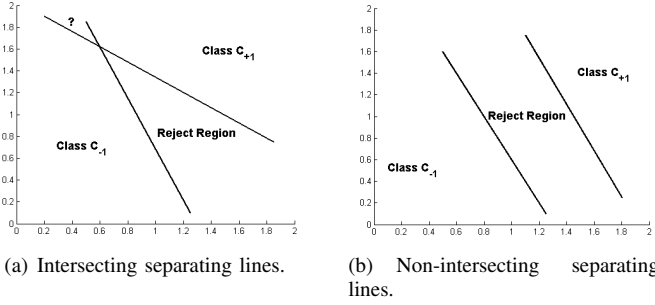 2
1.8
1.6
1.4
1.2
1
0.8
0.6
0.4
0.2
0
0 0.2 0.4 0.6 0.8 1 1.2 1.4 1.6 1.8 2
?
Class C+1
Reject Region
Class C-1
(a) Intersecting separating lines.
2
1.8
1.6
1.4
1.2
1
0.8
0.6
0.4
0.2
0
0 0.2 0.4 0.6 0.8 1 1.2 1.4 1.6 1.8 2
Class C+1
Reject Region
Class C-1
(b) Non-intersecting separating
lines.